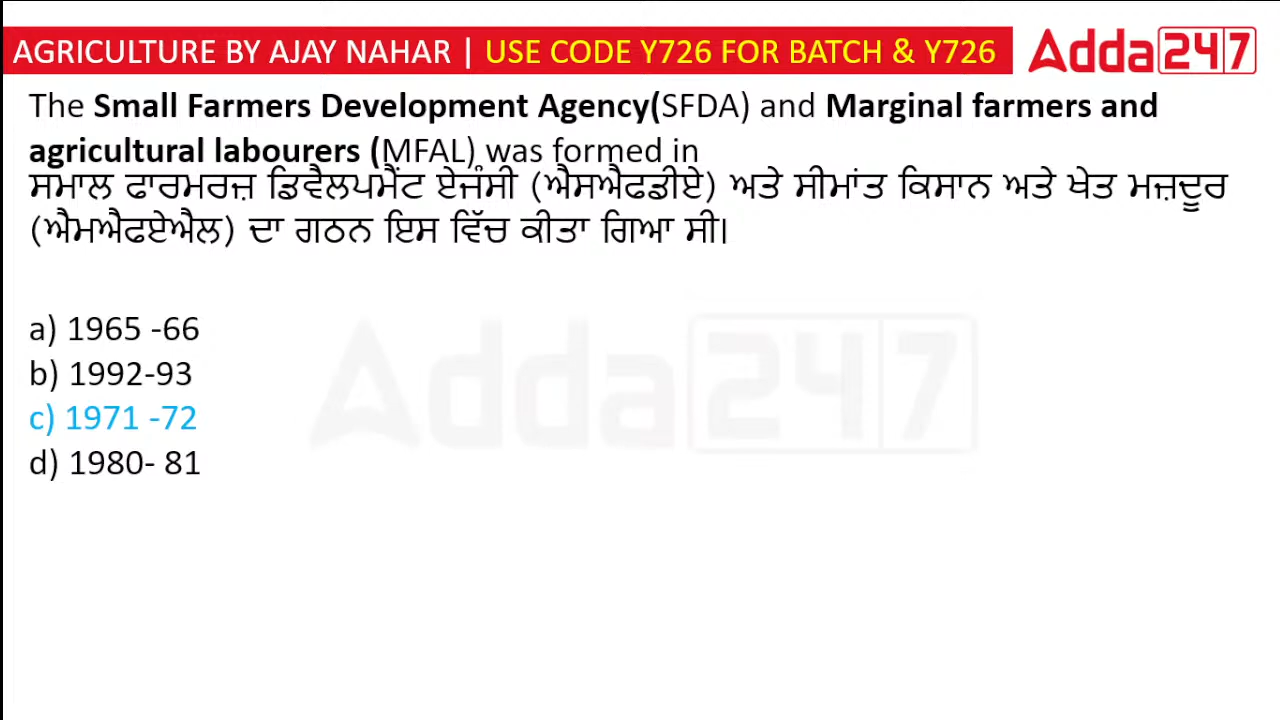 AGRICULTURE BY AJAY NAHAR | USE CODE Y726 FOR BATCH & Y726
Adda247
The Small Farmers Development Agency(SFDA) and Marginal farmers and
agricultural labourers (MFAL) was formed in
ਸਮਾਲ ਫਾਰਮਰਜ਼ ਡਿਵੈਲਪਮੈਂਟ ਏਜੰਸੀ (ਐਸਐਫਡੀਏ) ਅਤੇ ਸੀਮਾਂਤ ਕਿਸਾਨ ਅਤੇ ਖੇਤ ਮਜ਼ਦੂਰ
(ਐਮਐਫਏਐਲ) ਦਾ ਗਠਨ ਇਸ ਵਿੱਚ ਕੀਤਾ ਗਿਆ ਸੀ।
a) 1965 -66
b) 1992-93
c) 1971 -72
d) 1980- 81
Adda247